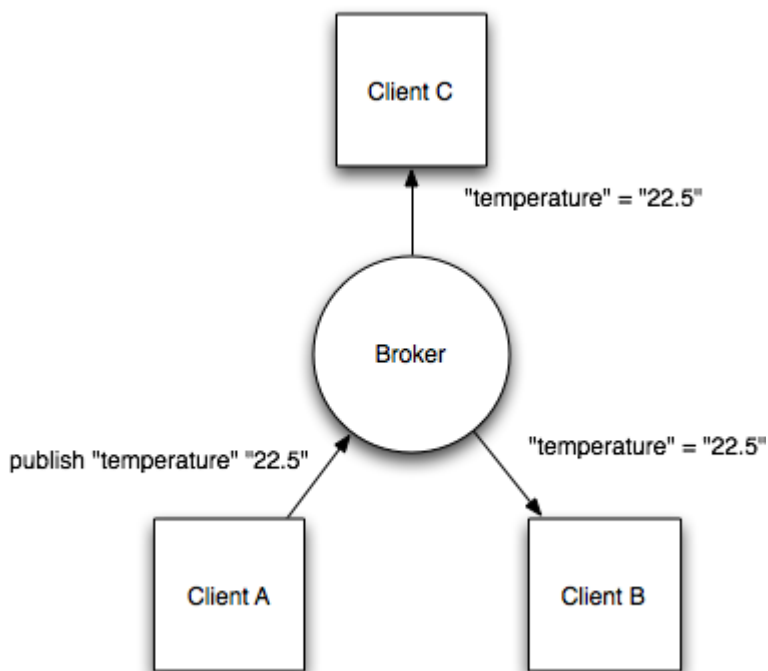 Client C
"temperature" = "22.5"
Broker
publish "temperature" "22.5"
"temperature" = "22.5"
Client A
Client B